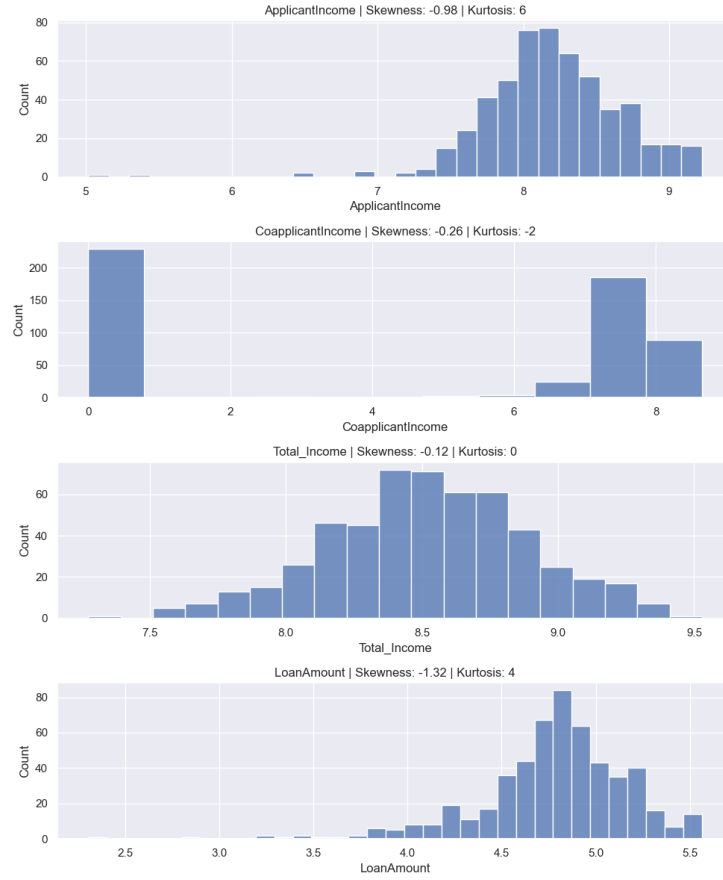 ApplicantIncome | Skewness: -0.98 | Kurtosis: 6
80
60
40
20
0
Count
5 6 7 8 9
ApplicantIncome
CoapplicantIncome | Skewness: -0.26 | Kurtosis: -2
200
150
100
50
0
Count
0 2 4 6 8
CoapplicantIncome
Total_Income | Skewness: -0.12 | Kurtosis: 0
60
40
20
0
Count
7.5 8.0 8.5 9.0 9.5
Total_Income
LoanAmount | Skewness: -1.32 | Kurtosis: 4
80
60
40
20
0
Count
2.5 3.0 3.5 4.0 4.5 5.0 5.5
LoanAmount